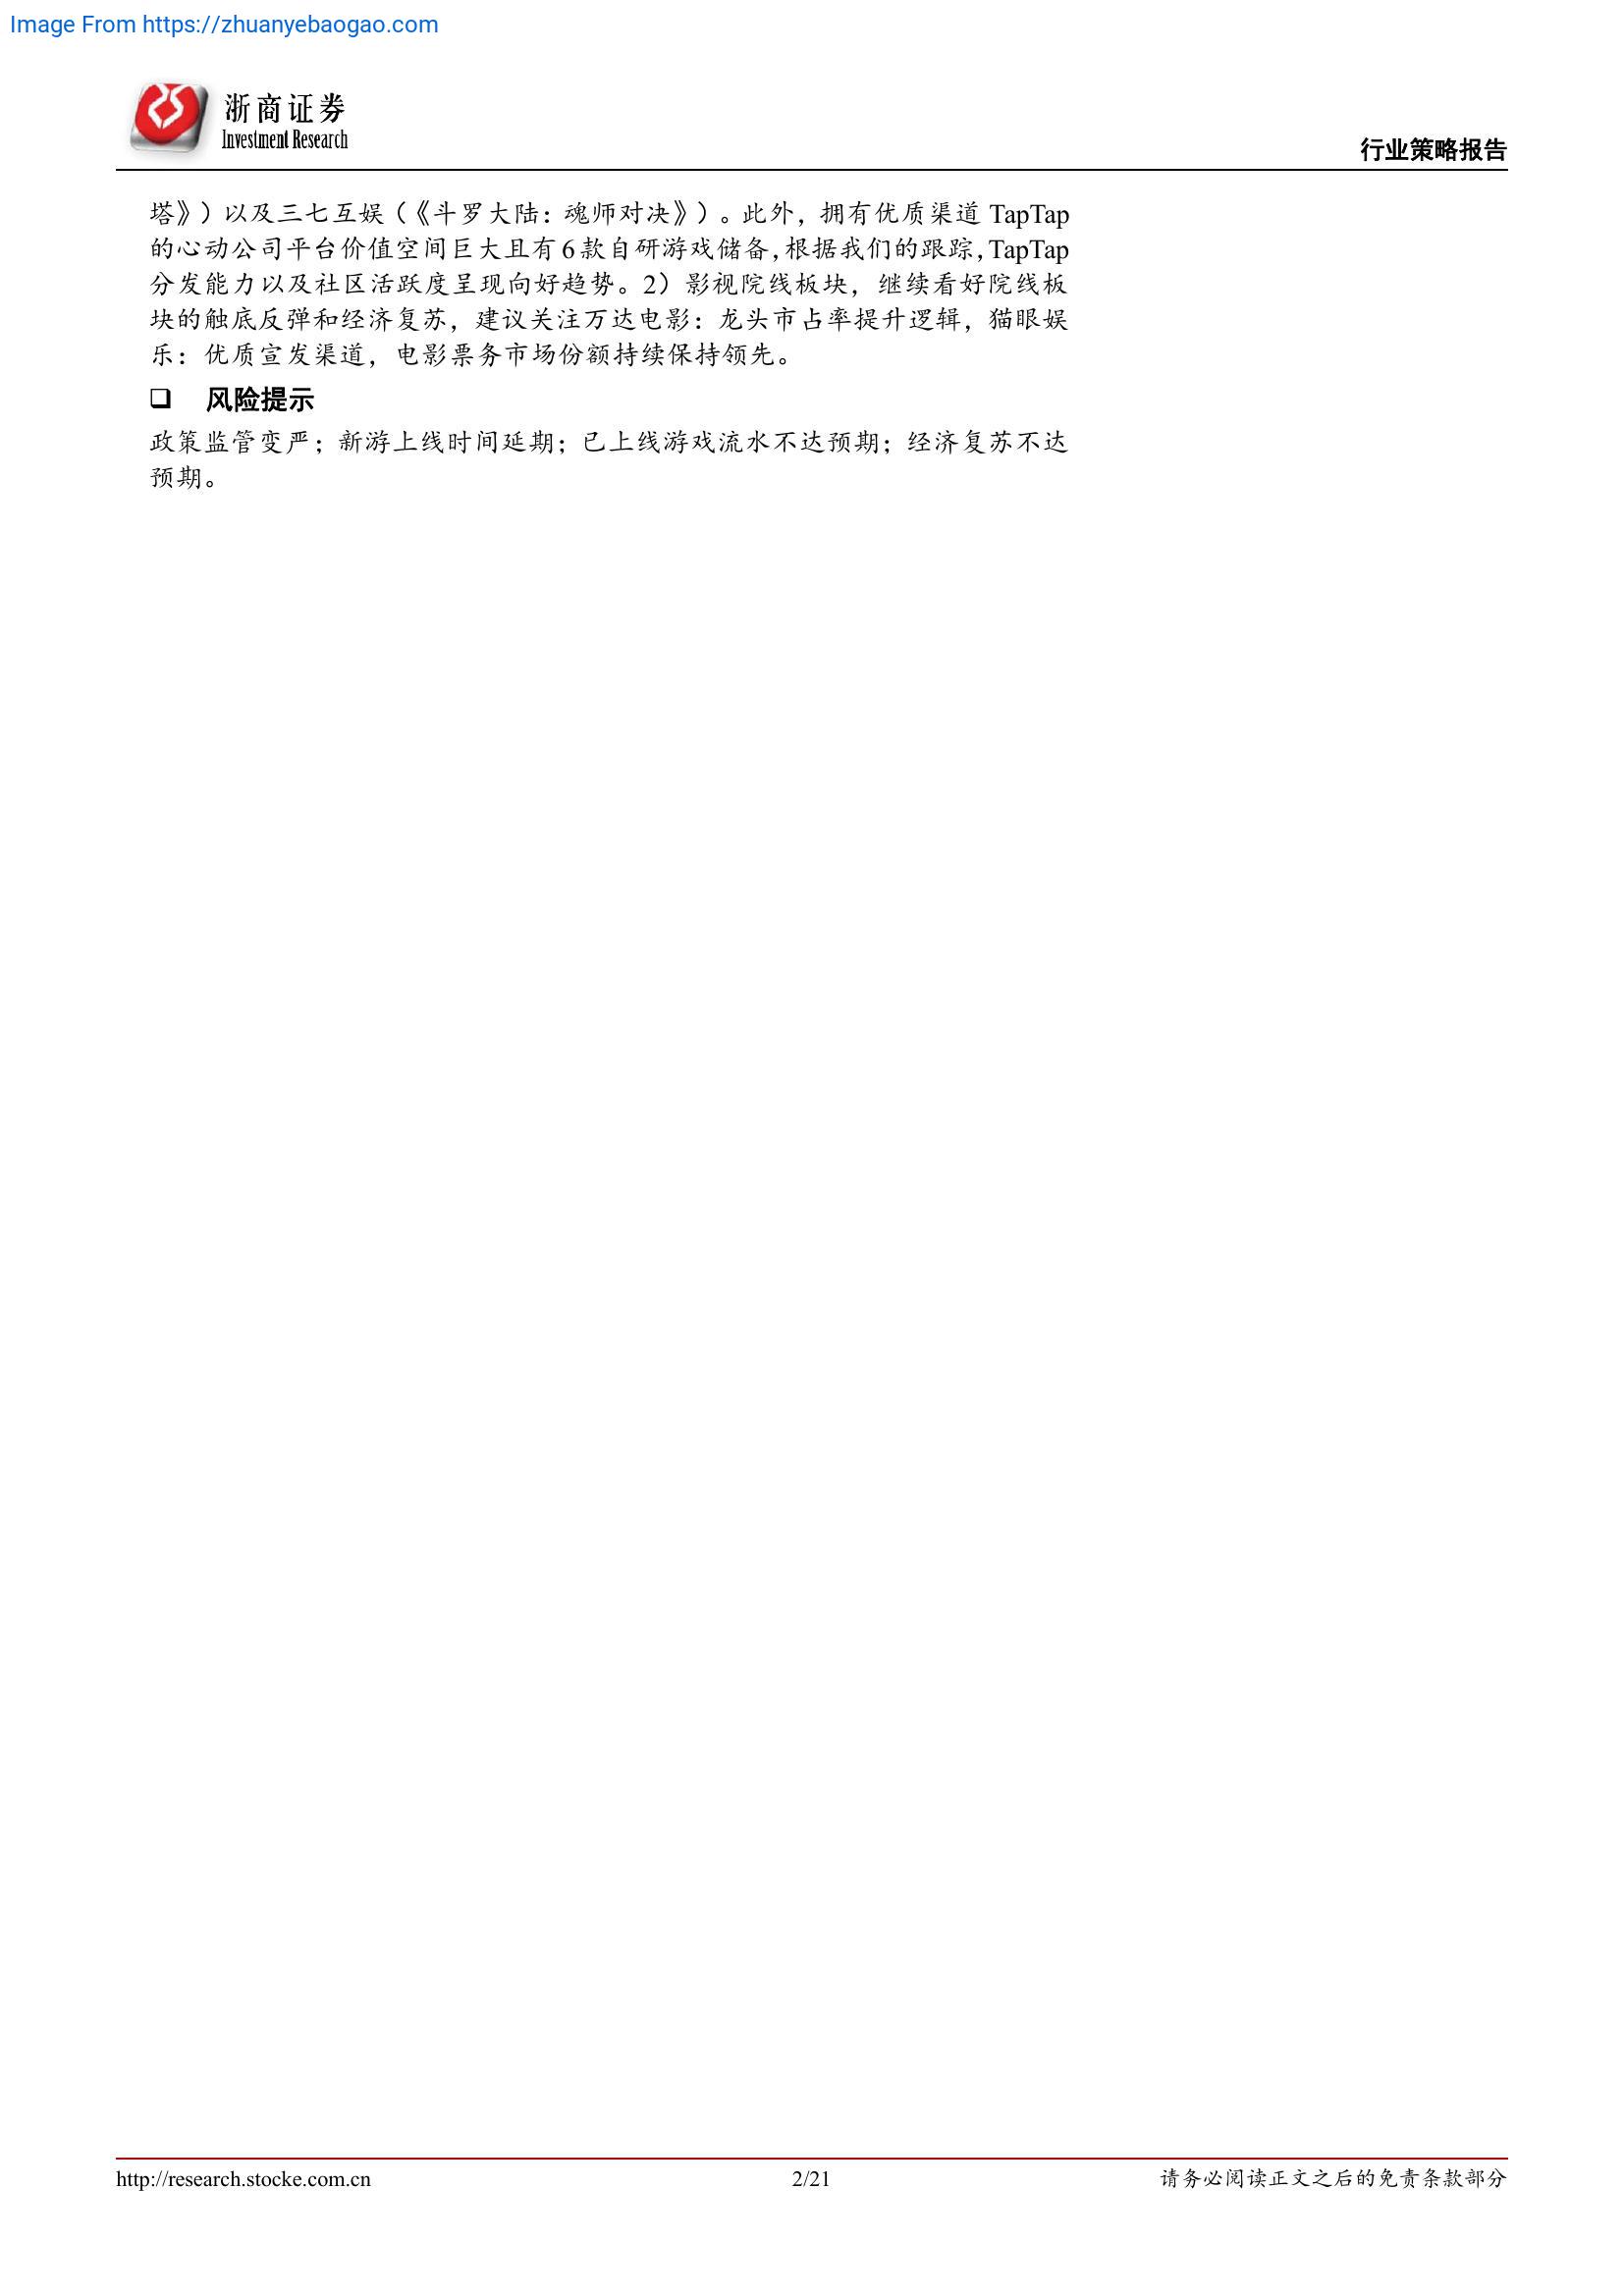 Image From https://zhuanyebaogao.com
浙商证券
Investment Research
行业策略报告
塔》）以及三七互娱（《斗罗大陆：魂师对决》）。此外，拥有优质渠道 TapTap
的心动公司平台价值空间巨大且有 6 款自研游戏储备，根据我们的跟踪，TapTap
分发能力以及社区活跃度呈现向好趋势。2）影视院线板块，继续看好院线板
块的触底反弹和经济复苏，建议关注万达电影：龙头市占率提升逻辑，猫眼娱
乐：优质宣发渠道，电影票务市场份额持续保持领先。
❑ 风险提示
政策监管变严；新游上线时间延期；已上线游戏流水不达预期；经济复苏不达
预期。
http://research.stocke.com.cn
2/21
请务必阅读正文之后的免责条款部分